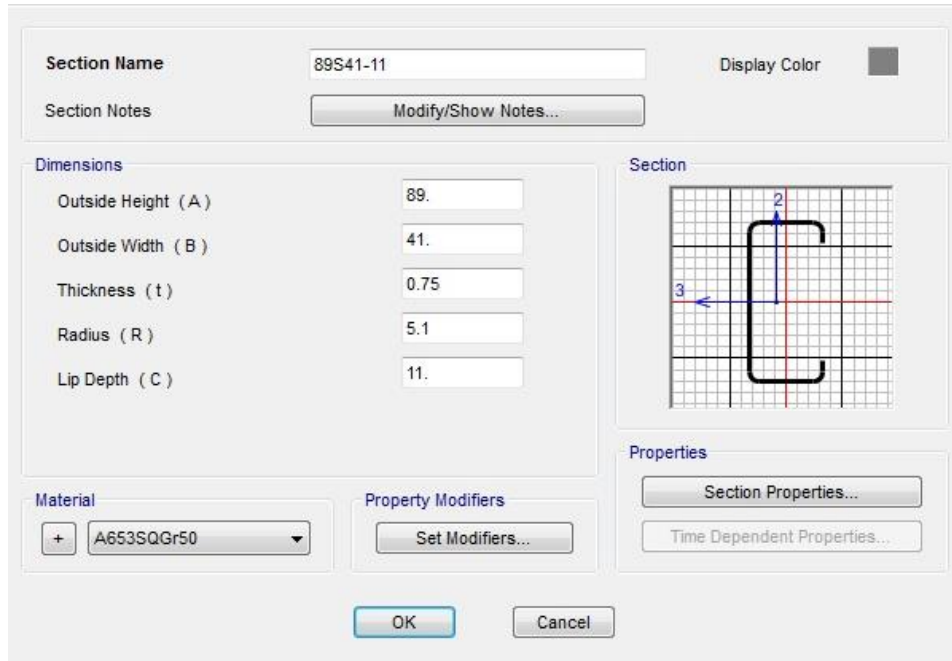 Section Name 89S41-11 Display Color
Section Notes Modify/Show Notes...
Dimensions
Outside Height ( A ) 89.
Outside Width ( B ) 41.
Thickness ( t ) 0.75
Radius ( R ) 5.1
Lip Depth ( C ) 11.
Section
2
3
Properties
Section Properties...
Time Dependent Properties...
Material
+ A653SQGr50
Property Modifiers
Set Modifiers...
OK Cancel